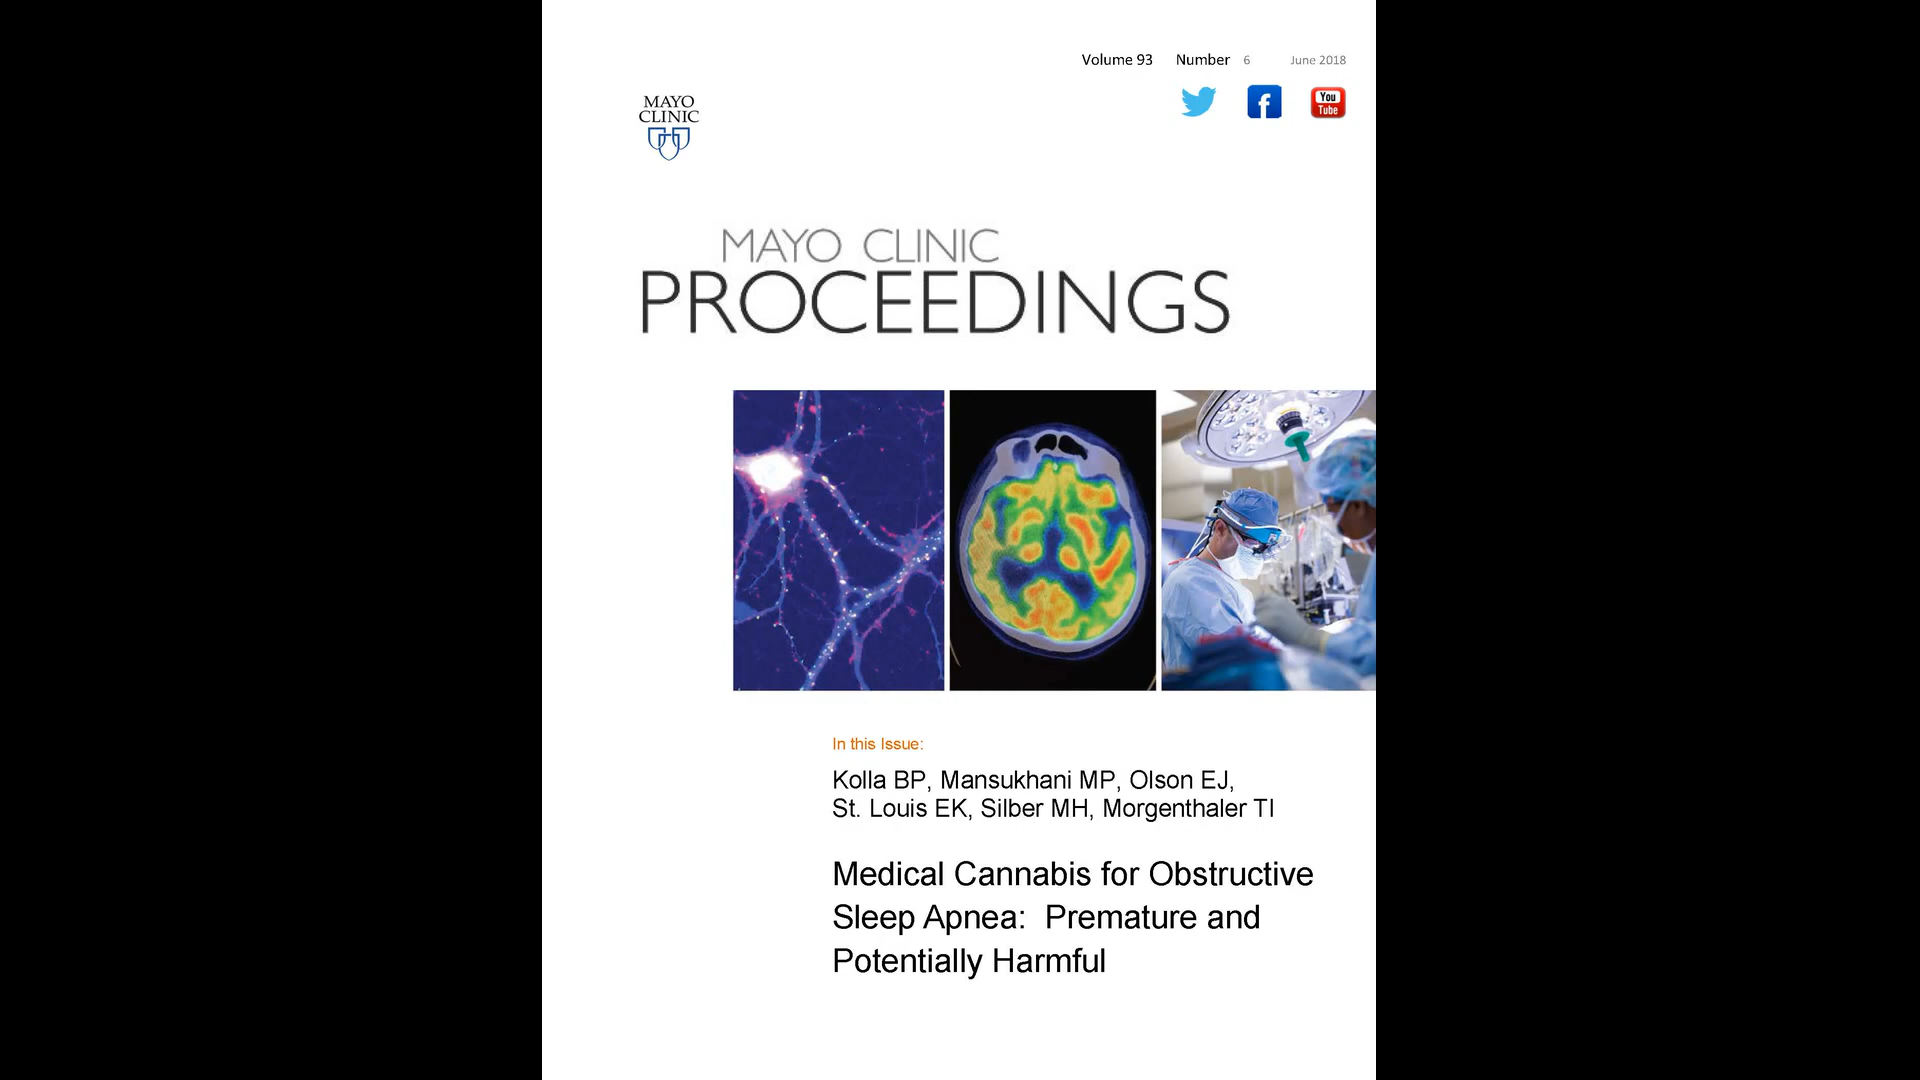 Volume 93 Number 6 June 2018
MAYO
CLINIC
You
Tube
MAYO CLINIC
PROCEEDINGS
In this Issue:
Kolla BP, Mansukhani MP, Olson EJ,
St. Louis EK, Silber MH, Morgenthaler TI
Medical Cannabis for Obstructive
Sleep Apnea: Premature and
Potentially Harmful